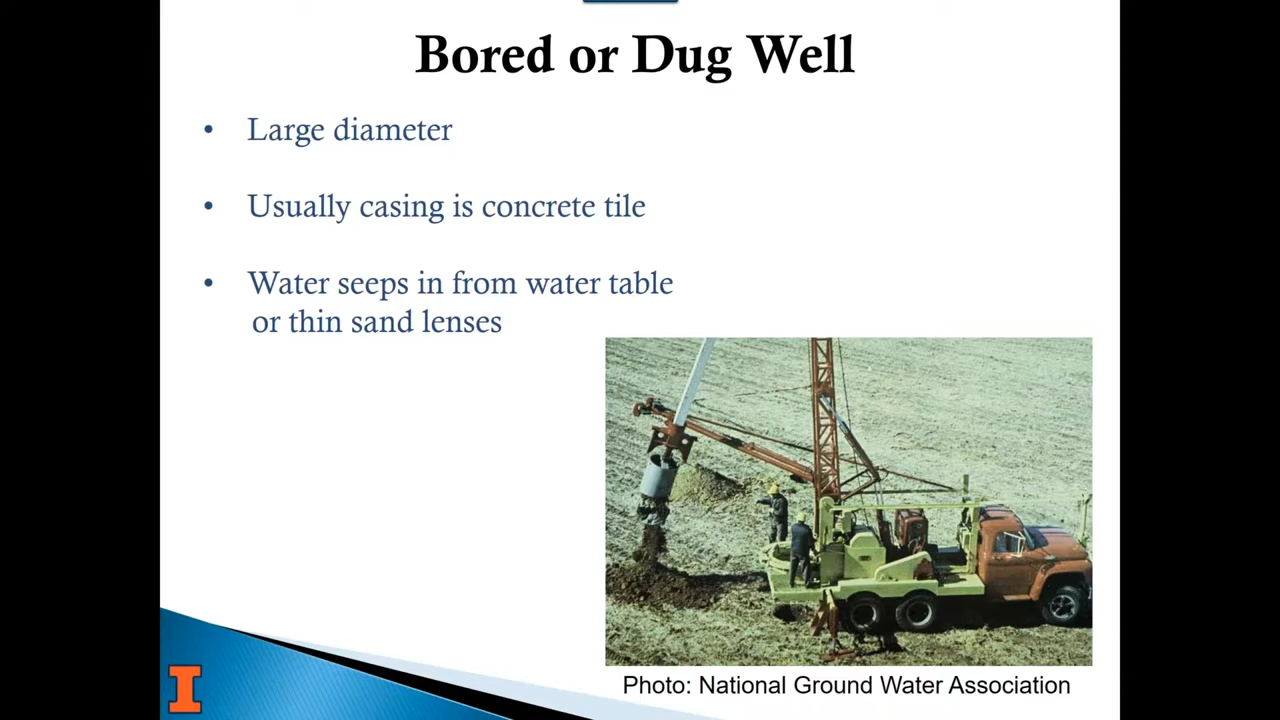 Bored or Dug Well
• Large diameter
• Usually casing is concrete tile
• Water seeps in from water table
or thin sand lenses
Photo: National Ground Water Association
I